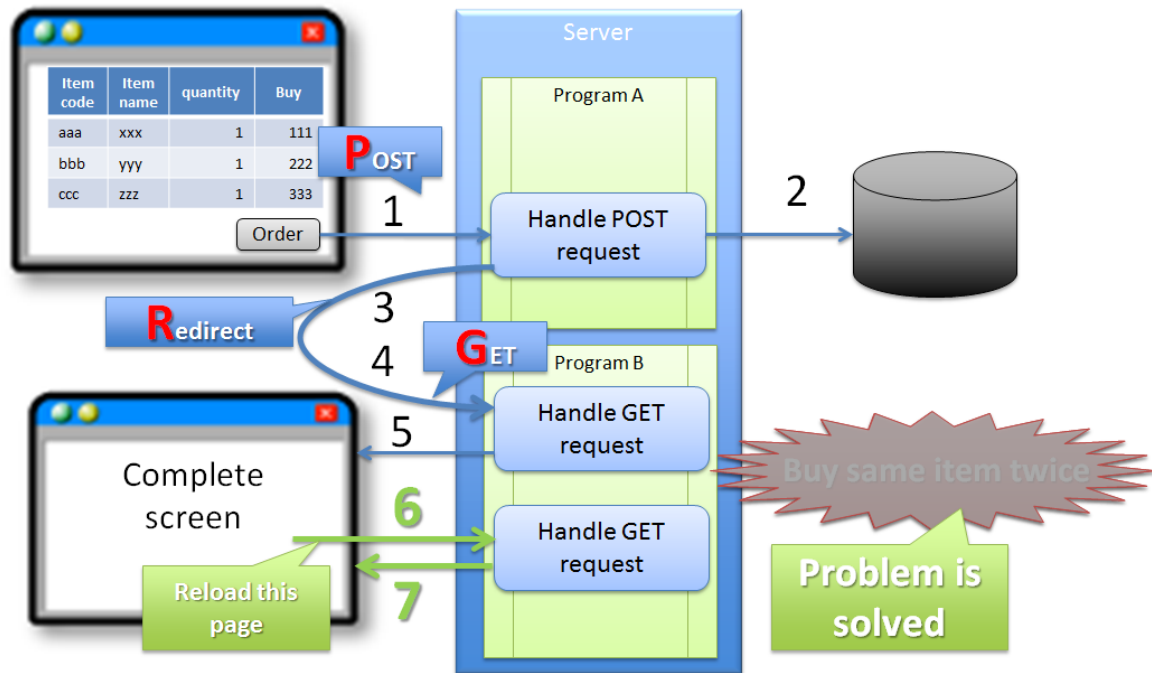 Server
Item code
Item name
quantity
Buy
aaa xxx 1 111
bbb yyy 1 222
ccc zzz 1 333
Order
POST
1
Program A
Handle POST
request
2
Redirect
3
4
GET
Program B
Handle GET
request
5
Complete
screen
6
Handle GET
request
7
Reload this
page
Buy same item twice
Problem is
solved